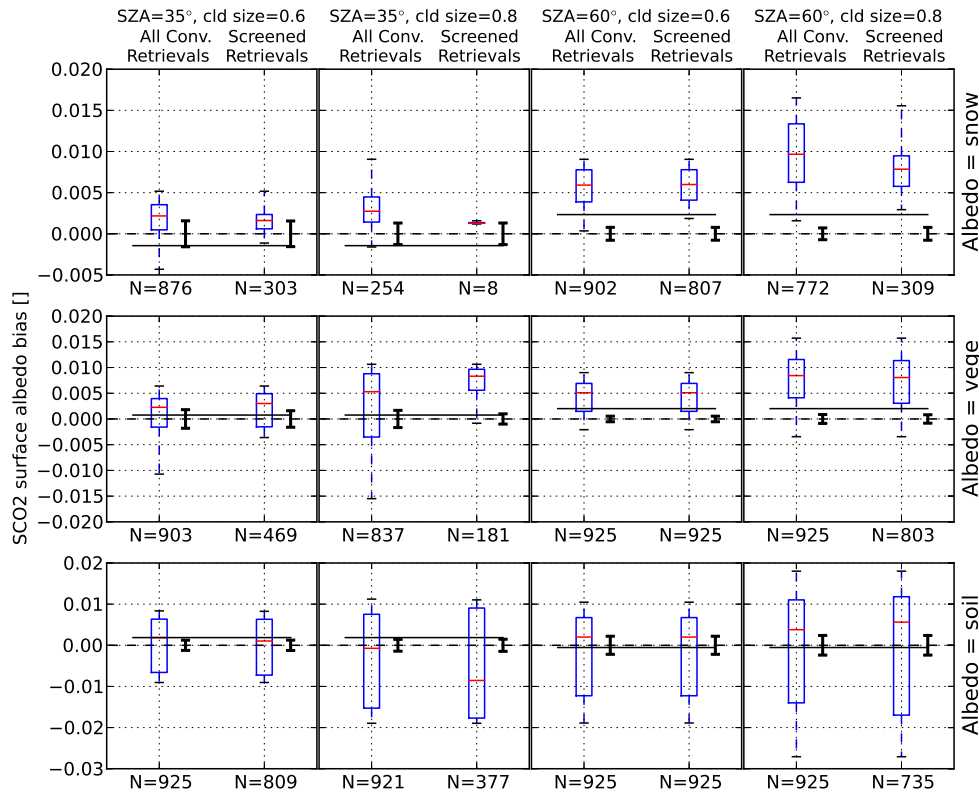 SZA=35°, cld size=0.6 SZA=35°, cld size=0.8 SZA=60°, cld size=0.6 SZA=60°, cld size=0.8
All Conv. Screened All Conv. Screened All Conv. Screened All Conv. Screened
Retrievals Retrievals Retrievals Retrievals Retrievals Retrievals Retrievals Retrievals
0.020
0.015
0.010
0.005
0.000
−0.005
Albedo = snow
N=876 N=303 N=254 N=8 N=902 N=807 N=772 N=309
SCO2 surface albedo bias []
0.020
0.015
0.010
0.005
0.000
−0.005
−0.010
−0.015
−0.020
Albedo = vege
N=903 N=469 N=837 N=181 N=925 N=925 N=925 N=803
0.02
0.01
0.00
−0.01
−0.02
−0.03
Albedo = soil
N=925 N=809 N=921 N=377 N=925 N=925 N=925 N=735